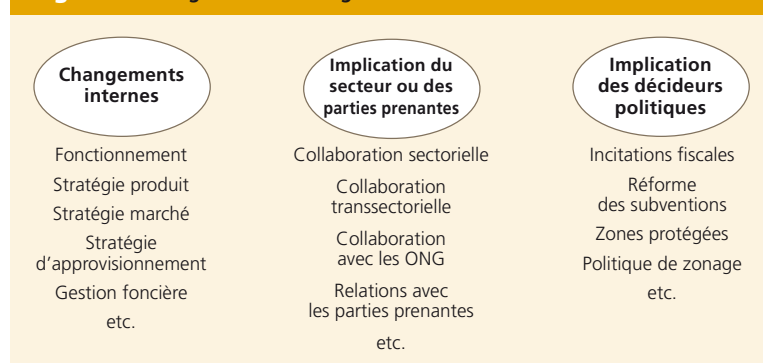 Changements
internes
Fonctionnement
Stratégie produit
Stratégie marché
Stratégie
d'approvisionnement
Gestion foncière
etc.
Implication du
secteur ou des
parties prenantes
Collaboration sectorielle
Collaboration
transsectorielle
Collaboration
avec les ONG
Relations avec
les parties prenantes
etc.
Implication
des décideurs
politiques
Incitations fiscales
Réforme
des subventions
Zones protégées
Politique de zonage
etc.